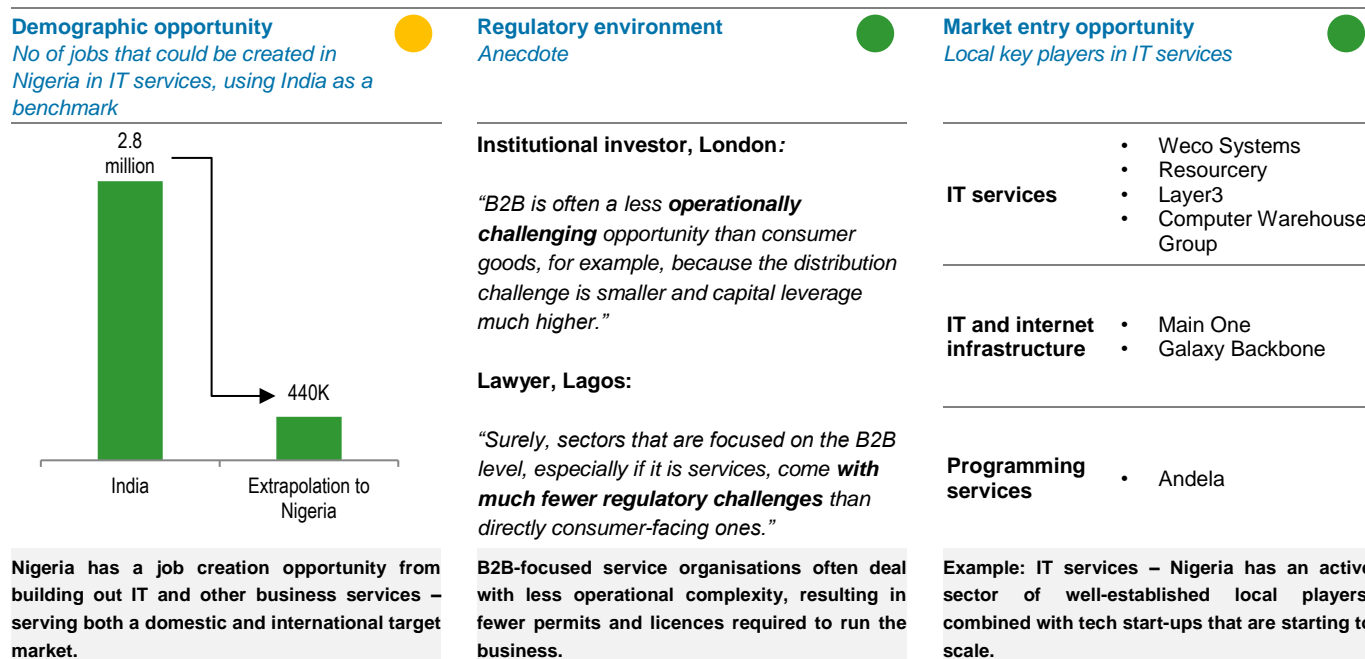 Demographic opportunity
No of jobs that could be created in
Nigeria in IT services, using India as a
benchmark
2.8
million
440K
India
Extrapolation to
Nigeria
Nigeria has a job creation opportunity from
building out IT and other business services –
serving both a domestic and international target
market.
Regulatory environment
Anecdote
Institutional investor, London:
“B2B is often a less operationally
challenging opportunity than consumer
goods, for example, because the distribution
challenge is smaller and capital leverage
much higher.”
Lawyer, Lagos:
“Surely, sectors that are focused on the B2B
level, especially if it is services, come with
much fewer regulatory challenges than
directly consumer-facing ones.”
B2B-focused service organisations often deal
with less operational complexity, resulting in
fewer permits and licences required to run the
business.
Market entry opportunity
Local key players in IT services
IT services
• Weco Systems
• Resourcery
• Layer3
• Computer Warehouse
Group
IT and internet
infrastructure
• Main One
• Galaxy Backbone
Programming
services
• Andela
Example: IT services – Nigeria has an active
sector of well-established local players
combined with tech start-ups that are starting to
scale.